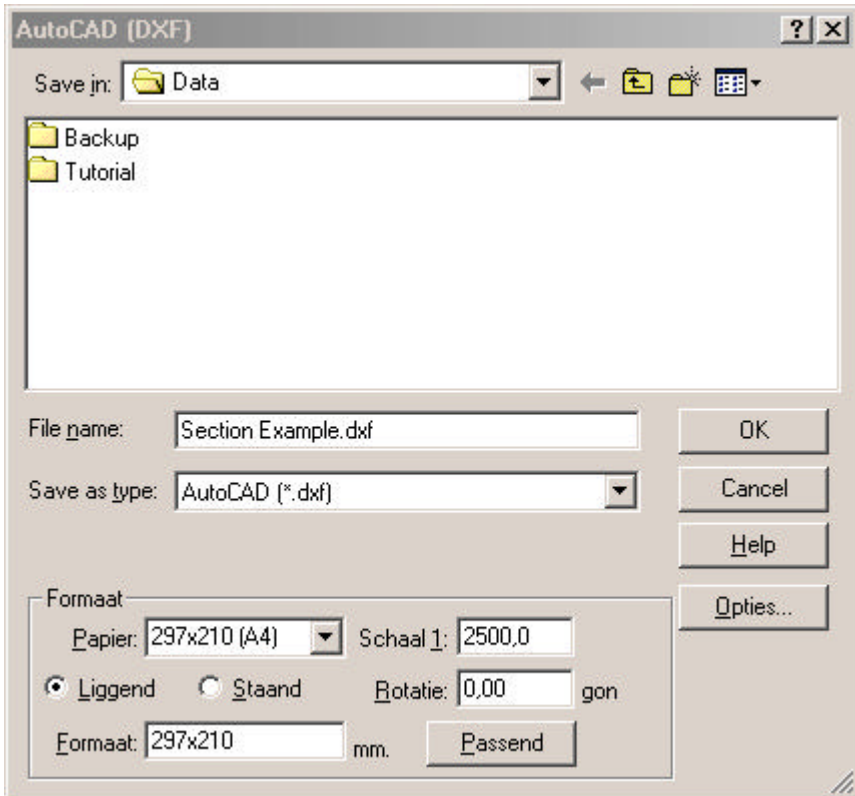 AutoCAD (DXF)
Save in: Data
Backup
Tutorial
File name: Section Example.dxf OK
Save as type: AutoCAD (*.dxf) Cancel
Help
Formaat Opties...
Papier: 297x210 (A4) Schaal 1: 2500,0
Liggend Staand Rotatie: 0,00 gon
Formaat: 297x210 mm. Passend